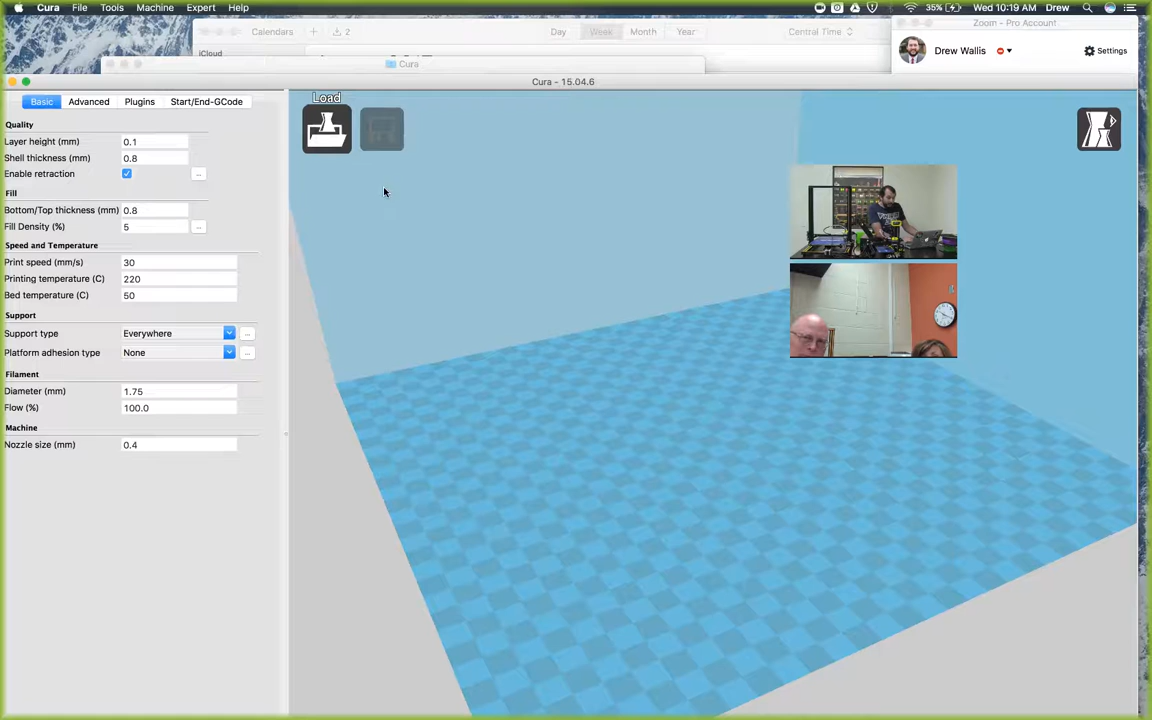 Cura File Tools Machine Expert Help 35% Wed 10:19 AM Drew
Calendars + 2 Day Week Month Year Central Time
Zoom - Pro Account
iCloud
Drew Wallis Settings
Cura
Cura - 15.04.6
Basic Advanced Plugins Start/End-GCode
Load
Quality
Layer height (mm) 0.1
Shell thickness (mm) 0.8
Enable retraction ...
Fill
Bottom/Top thickness (mm) 0.8
Fill Density (%) 5 ...
Speed and Temperature
Print speed (mm/s) 30
Printing temperature (C) 220
Bed temperature (C) 50
Support
Support type Everywhere ...
Platform adhesion type None ...
Filament
Diameter (mm) 1.75
Flow (%) 100.0
Machine
Nozzle size (mm) 0.4